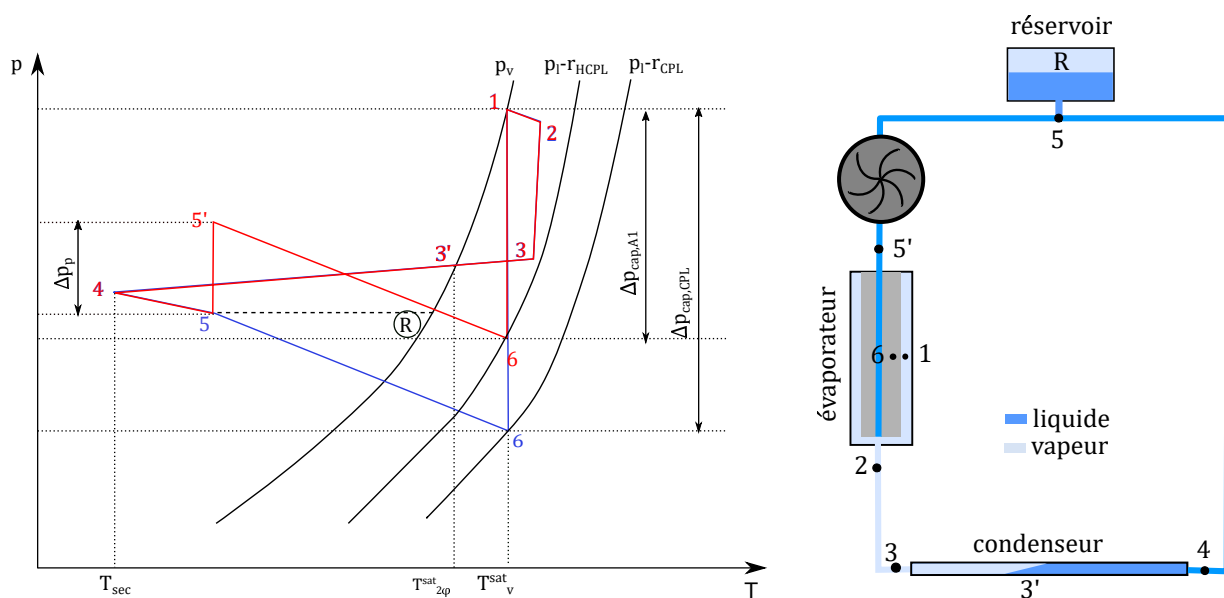 p
p_v
p_l-r_HCPL
p_l-r_CPL
1
2
5'
3'
3
4
5
R
6
6
Δp_p
Δp_cap,A1
Δp_cap,CPL
T_sec
T^sat_2φ
T^sat_v
T
réservoir
R
5
5'
évaporateur
6
1
liquide
vapeur
2
condenseur
3
4
3'